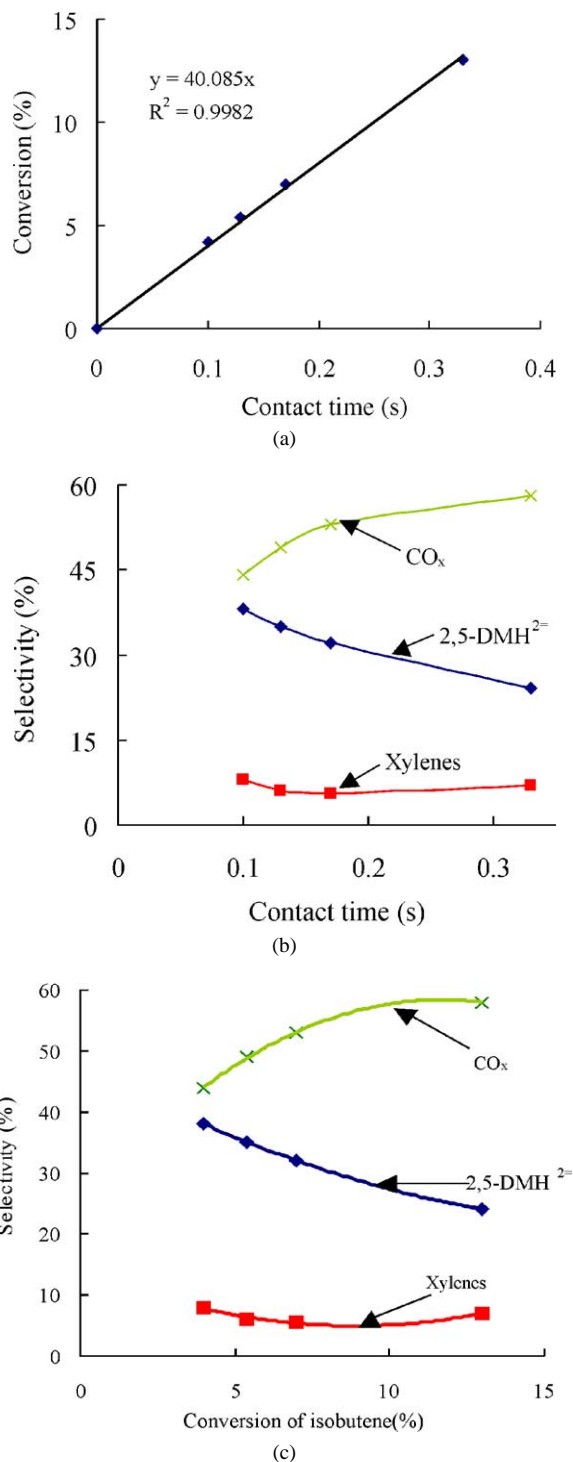 15
y = 40.085x
R² = 0.9982
10
5
0
Conversion (%)
0 0.1 0.2 0.3 0.4
Contact time (s)
(a)
60
45
30
15
0
Selectivity (%)
COₓ
2,5-DMH²⁼
Xylenes
0 0.1 0.2 0.3
Contact time (s)
(b)
60
50
40
30
20
10
0
Selectivity (%)
COₓ
2,5-DMH ²⁼
Xylenes
0 5 10 15
Conversion of isobutene(%)
(c)